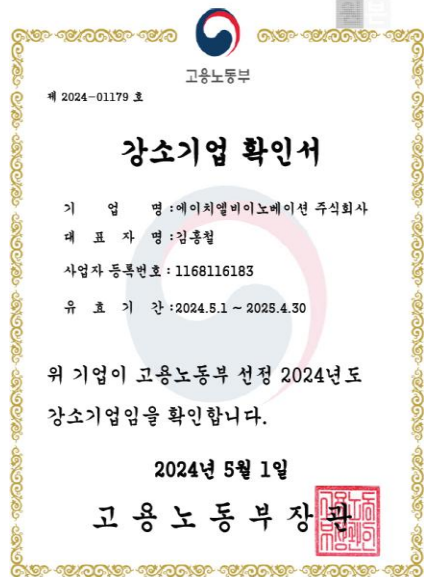 고용노동부
제 2024-01179 호
강소기업 확인서
기 업 명 :에이치엘비이노베이션 주식회사
대 표 자 명 :김홍철
사업자 등록번호 : 1168116183
유 효 기 간 :2024.5.1 ~ 2025.4.30
위 기업이 고용노동부 선정 2024년도
강소기업임을 확인합니다.
2024년 5월 1일
고 용 노 동 부 장 관